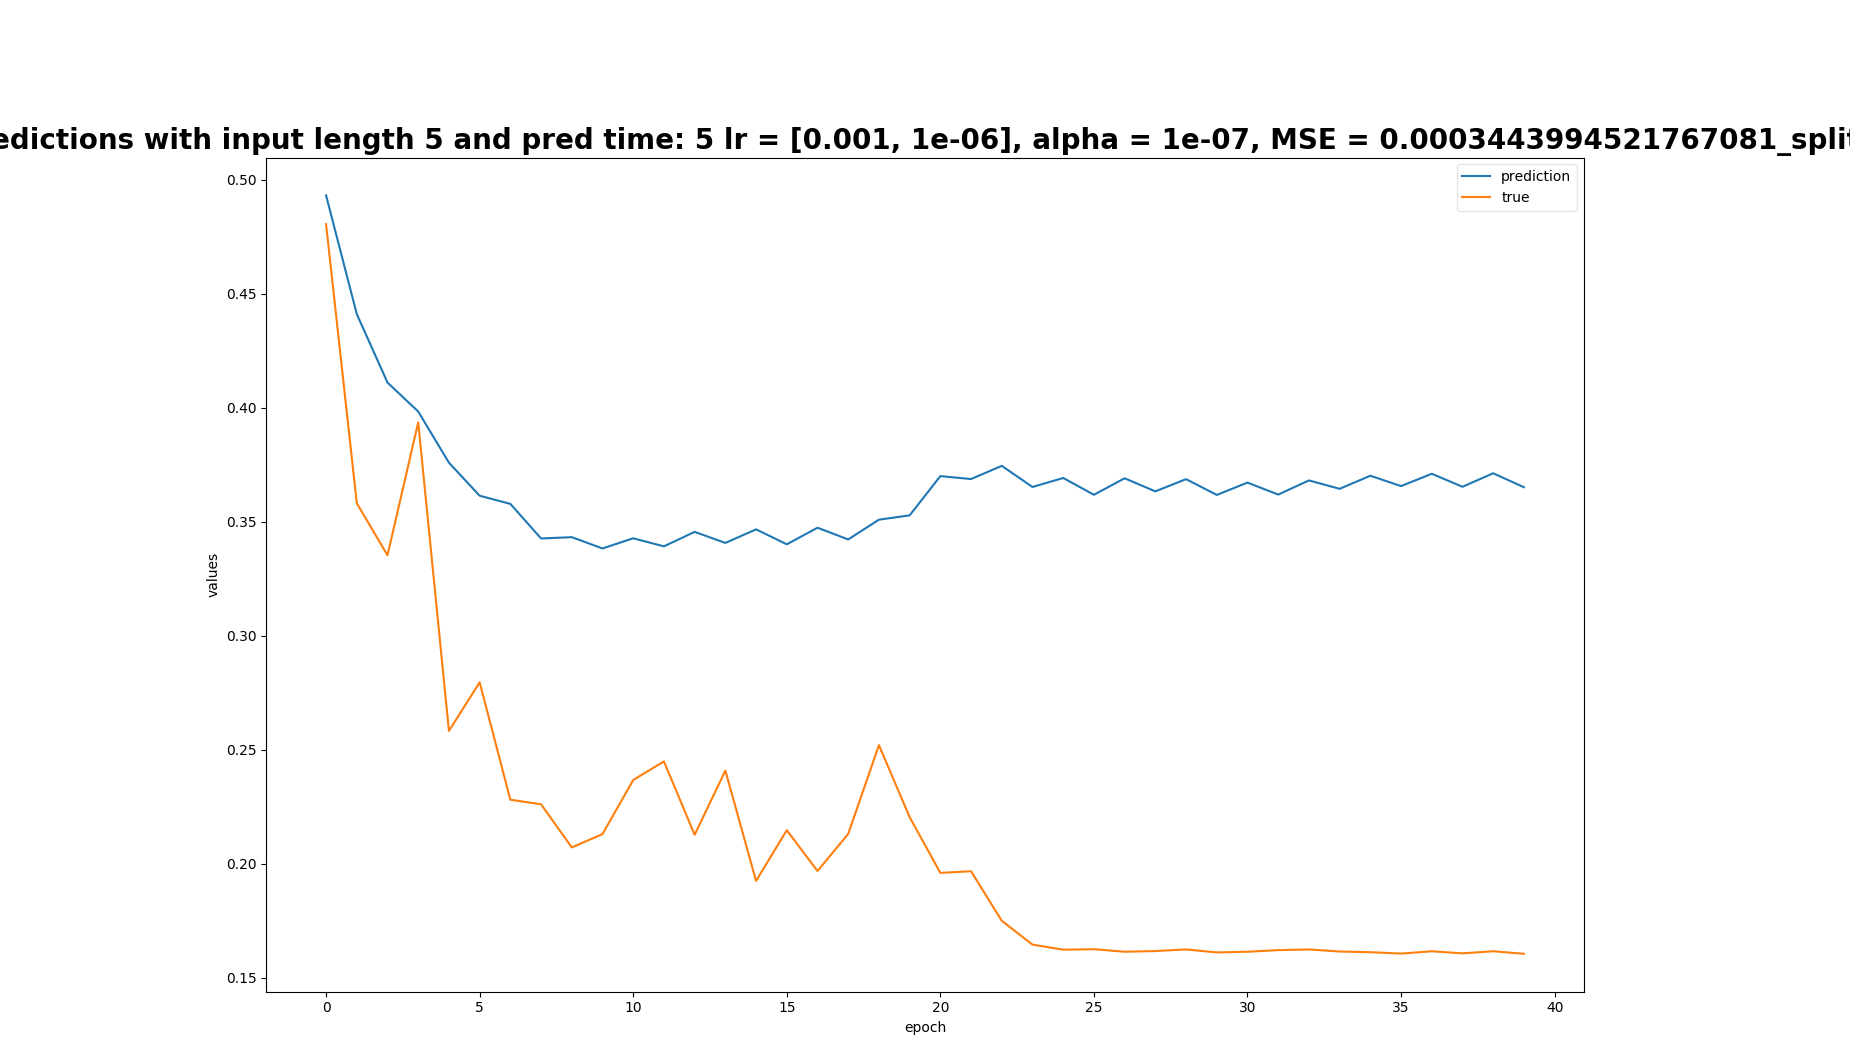 edictions with input length 5 and pred time: 5 lr = [0.001, 1e-06], alpha = 1e-07, MSE = 0.0003443994521767081_split
prediction
true
0.50
0.45
0.40
0.35
0.30
0.25
0.20
0.15
values
0 5 10 15 20 25 30 35 40
epoch